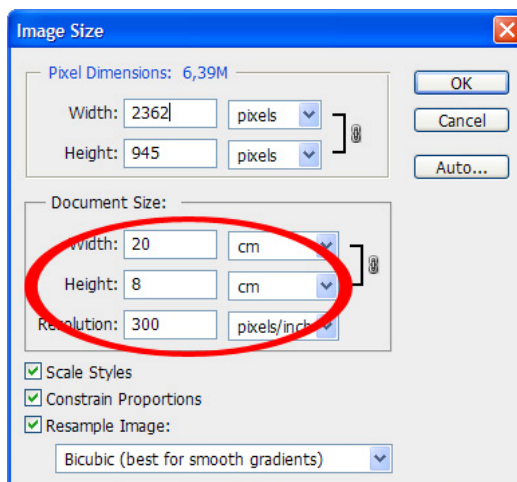 Image Size
Pixel Dimensions: 6,39M
OK
Width: 2362 pixels
Cancel
Height: 945 pixels
Auto...
Document Size:
Width: 20 cm
Height: 8 cm
Resolution: 300 pixels/inch
Scale Styles
Constrain Proportions
Resample Image:
Bicubic (best for smooth gradients)